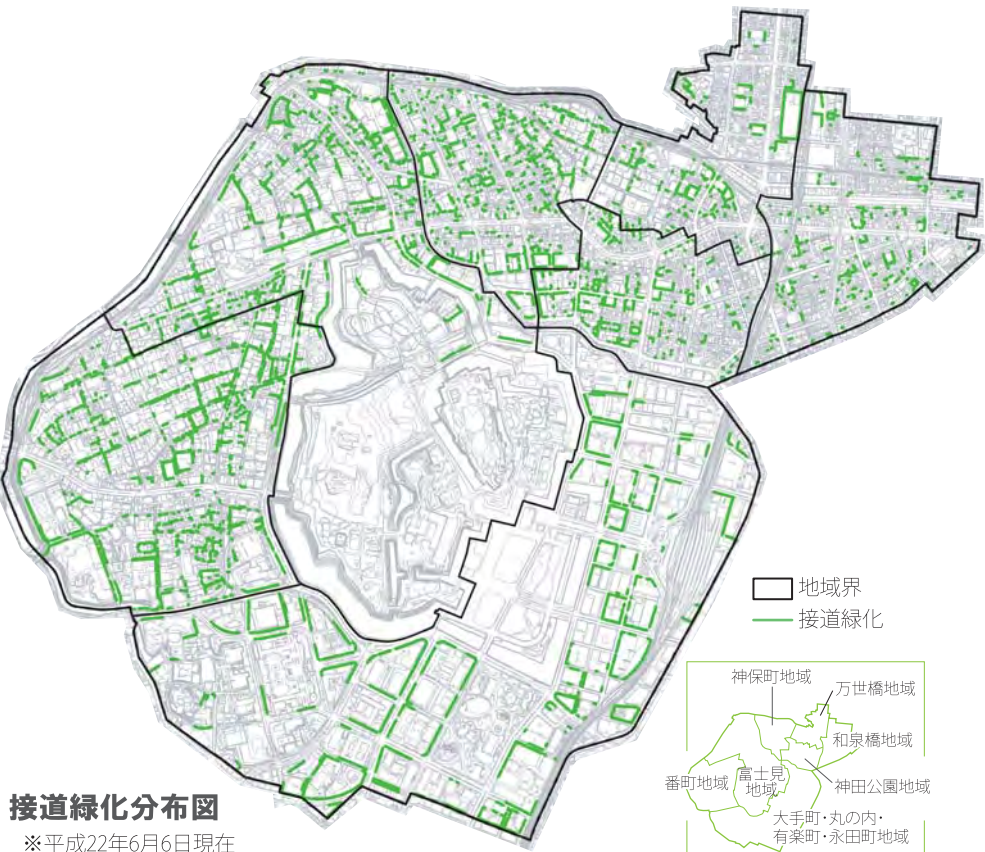 地域界
接道緑化
神保町地域
万世橋地域
和泉橋地域
番町地域
富士見
地域
神田公園地域
大手町・丸の内・
有楽町・永田町地域
接道緑化分布図
※平成22年6月6日現在